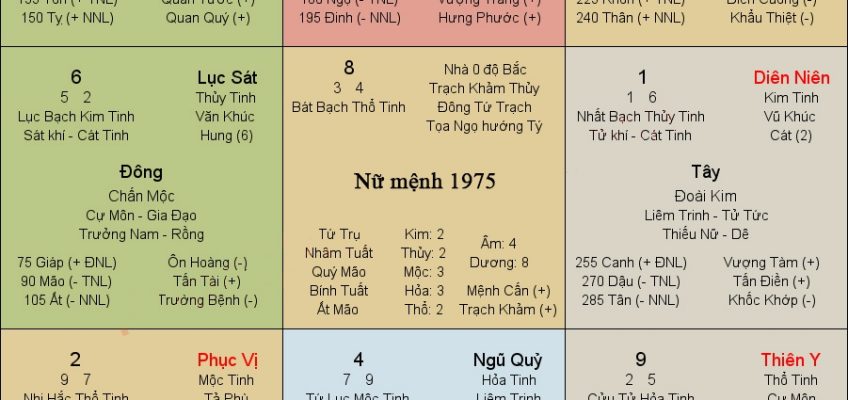 150 Tỵ (+ NNL) Quan Quý (+)
195 Đinh (- NNL) Hưng Phước (+)
240 Thân (+ NNL) Khẩu Thiệt (-)
6 Lục Sát
5 2 Thủy Tinh
Lục Bạch Kim Tinh Văn Khúc
Sát khí - Cát Tinh Hung (6)
Đông
Chấn Mộc
Cự Môn - Gia Đạo
Trưởng Nam - Rồng
75 Giáp (+ ĐNL) Ôn Hoàng (-)
90 Mão (- TNL) Tấn Tài (+)
105 Ất (- NNL) Trưởng Bệnh (-)
8 Nhà 0 độ Bắc
3 4 Trạch Khảm Thủy
Bát Bạch Thổ Tinh Đông Tứ Trạch
Tọa Ngọ hướng Tý
Nữ mệnh 1975
Tứ Trụ Kim: 2
Nhâm Tuất Thủy: 2 Âm: 4
Quý Mão Mộc: 3 Dương: 8
Bính Tuất Hỏa: 3 Mệnh Cấn (+)
Ất Mão Thổ: 2 Trạch Khảm (+)
1 Diên Niên
1 6 Kim Tinh
Nhất Bạch Thủy Tinh Vũ Khúc
Tử khí - Cát Tinh Cát (2)
Tây
Đoài Kim
Liêm Trinh - Tử Tức
Thiếu Nữ - Dê
255 Canh (+ ĐNL) Vượng Tàm (+)
270 Dậu (- TNL) Tấn Điền (+)
285 Tân (- NNL) Khốc Khớp (-)
2 Phục Vị
9 7 Mộc Tinh
Nhị Hắc Thổ Tinh Tả Phù
4 Ngũ Quỷ
7 9 Hỏa Tinh
Tứ Lục Mộc Tinh Liêm Trinh
9 Thiên Y
2 5 Thổ Tinh
Cửu Tử Hỏa Tinh Cự Môn